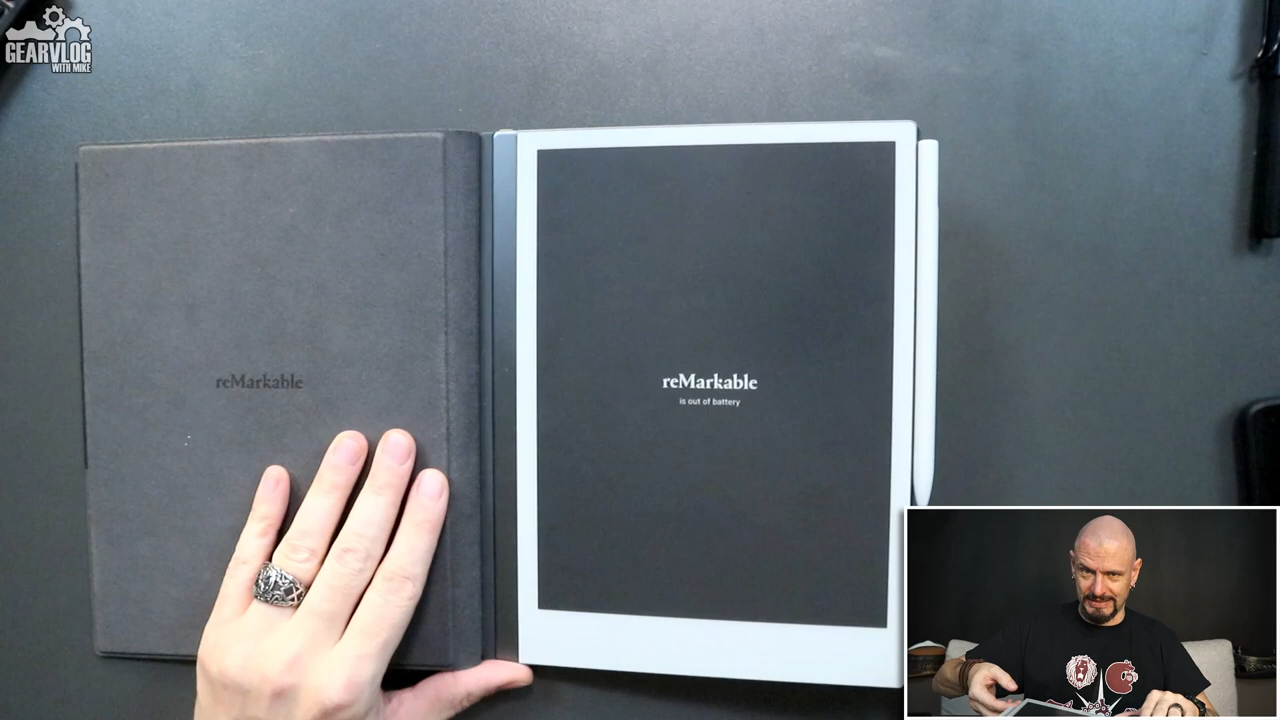 GEARVLOG
WITH MIKE
reMarkable
reMarkable
is out of battery